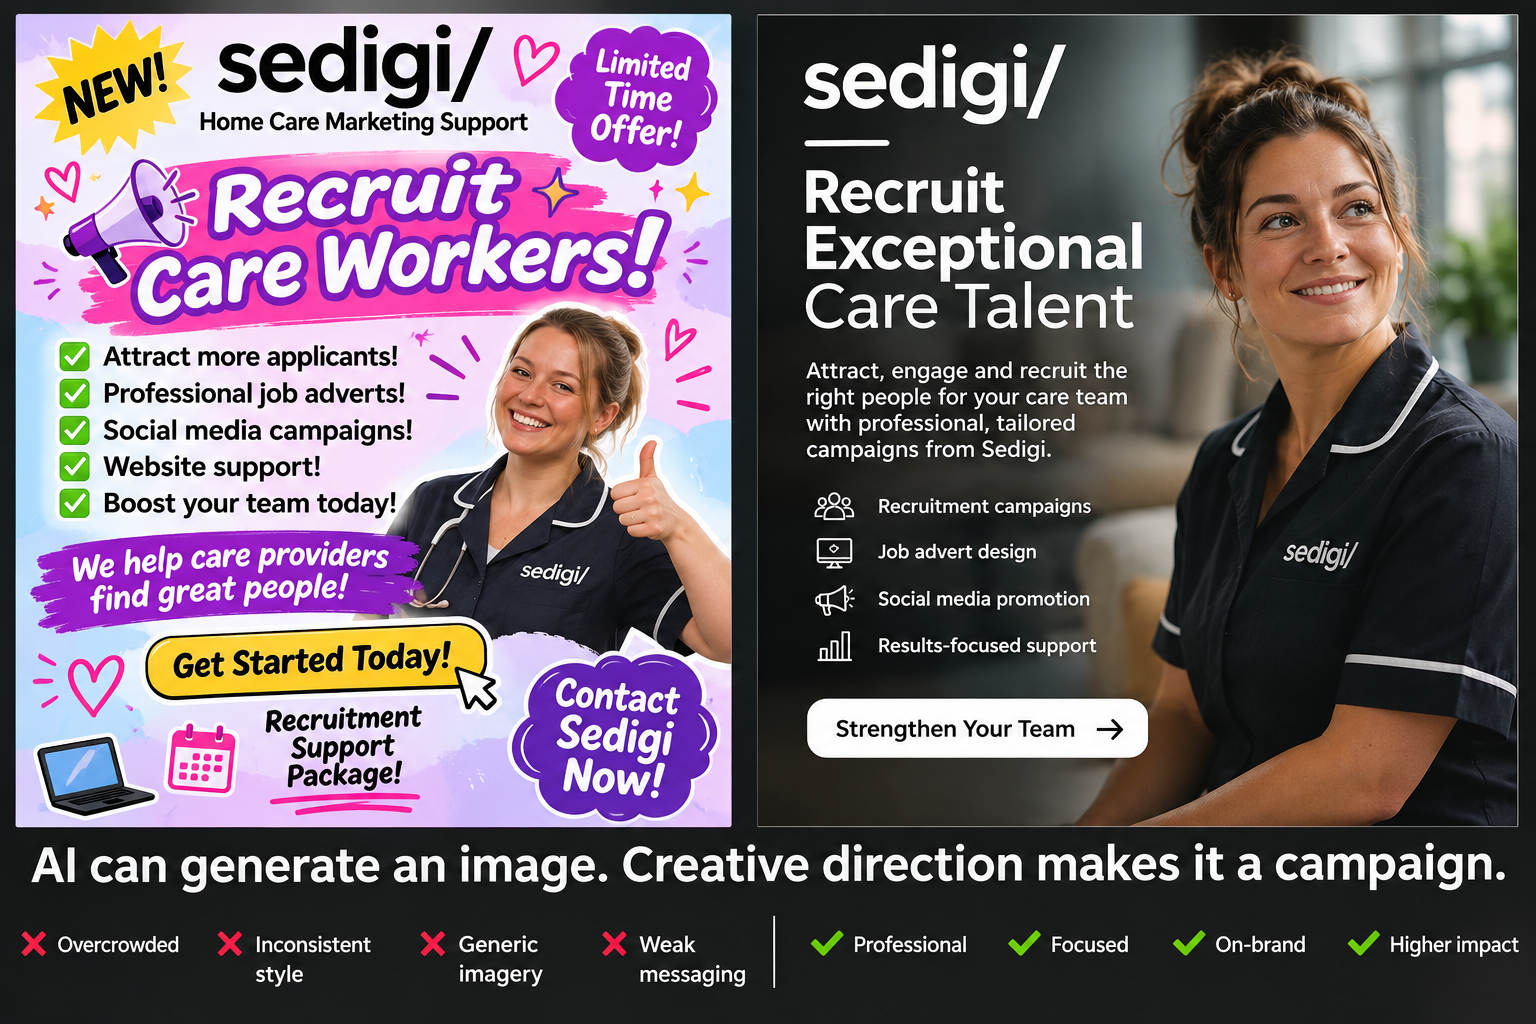 NEW!
sedigi/
Home Care Marketing Support
Limited
Time
Offer!
Recruit
Care Workers!
Attract more applicants!
Professional job adverts!
Social media campaigns!
Website support!
Boost your team today!
sedigi/
We help care providers
find great people!
Get Started Today!
Recruitment
Support
Package!
Contact
Sedigi
Now!
sedigi/
Recruit
Exceptional
Care Talent
Attract, engage and recruit the
right people for your care team
with professional, tailored
campaigns from Sedigi.
Recruitment campaigns
Job advert design
Social media promotion
Results-focused support
Strengthen Your Team →
sedigi/
AI can generate an image. Creative direction makes it a campaign.
Overcrowded
Inconsistent
style
Generic
imagery
Weak
messaging
Professional
Focused
On-brand
Higher impact